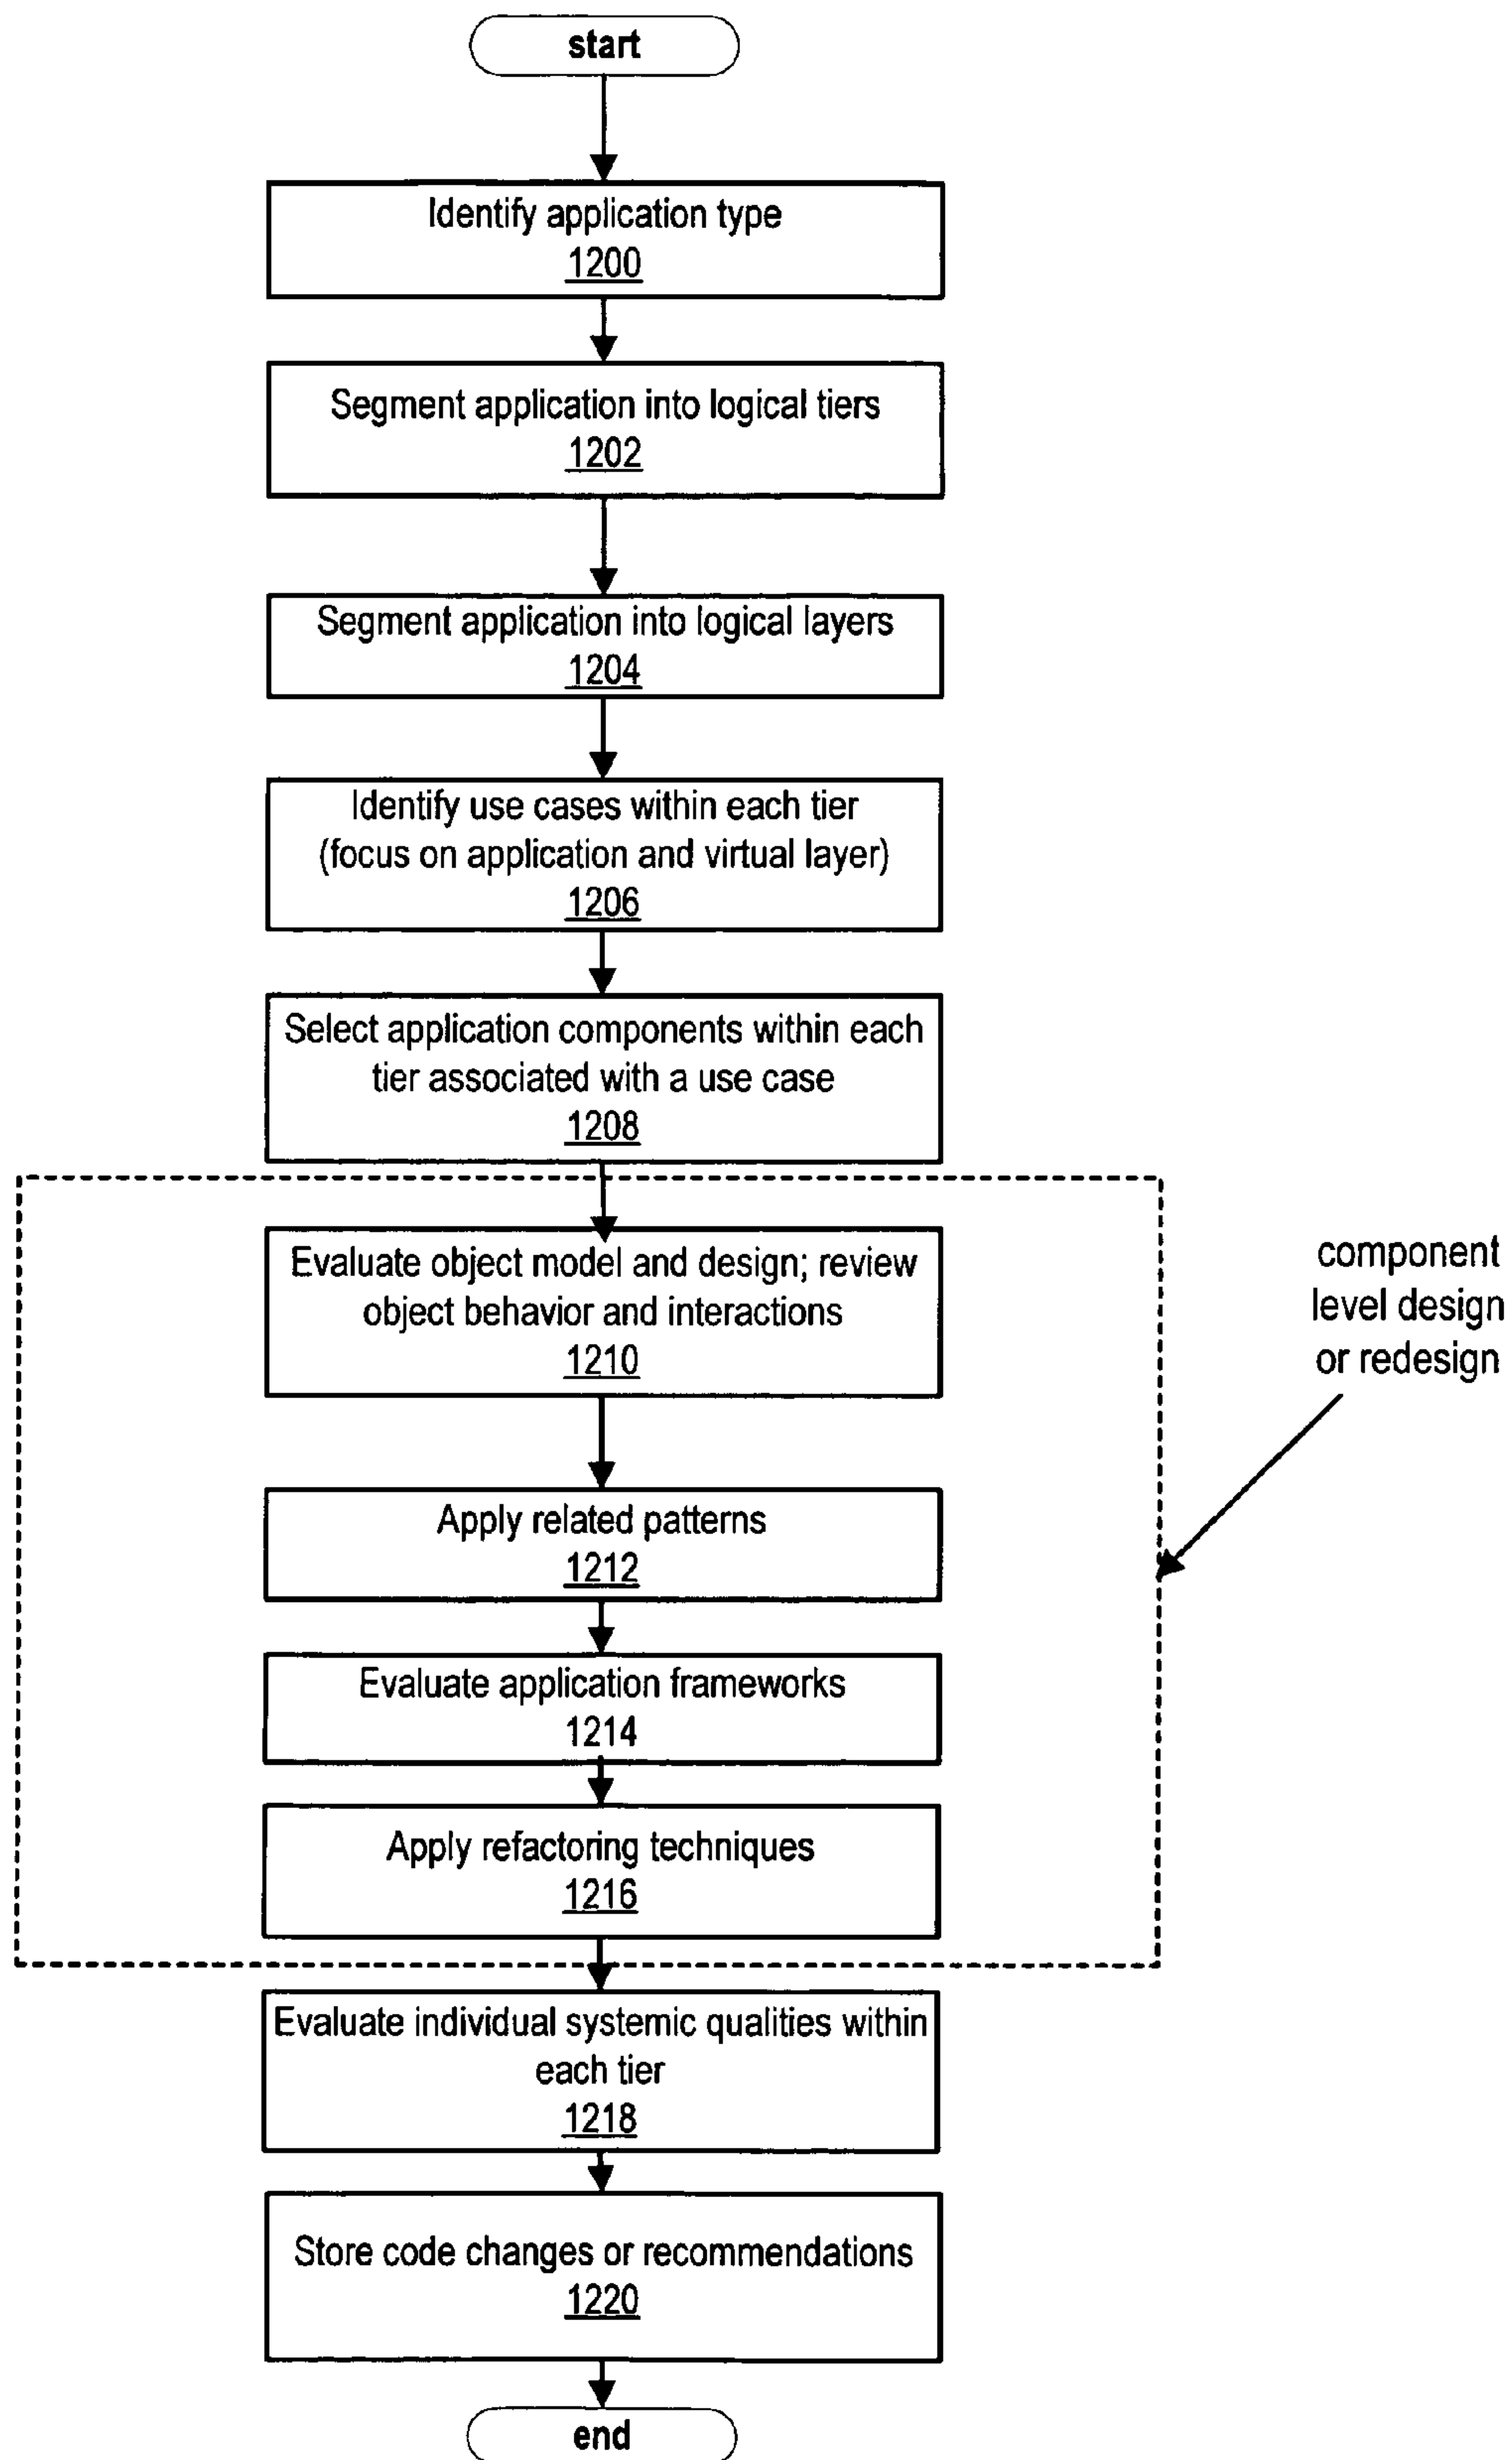 start
Identify application type
1200
Segment application into logical tiers
1202
Segment application into logical layers
1204
Identify use cases within each tier
(focus on application and virtual layer)
1206
Select application components within each
tier associated with a use case
1208
Evaluate object model and design; review
object behavior and interactions
1210
component
level design
or redesign
Apply related patterns
1212
Evaluate application frameworks
1214
Apply refactoring techniques
1216
Evaluate individual systemic qualities within
each tier
1218
Store code changes or recommendations
1220
end